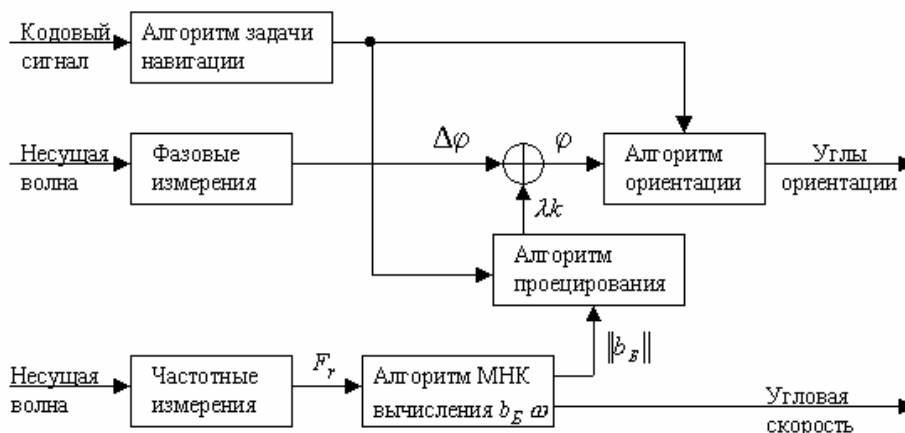 Кодовый
сигнал
Алгоритм задачи
навигации
Несущая
волна
Фазовые
измерения
Δφ
φ
Алгоритм
ориентации
Углы
ориентации
λk
Алгоритм
проецирования
‖b_Б‖
Несущая
волна
Частотные
измерения
F_r
Алгоритм МНК
вычисления b_Б ω
Угловая
скорость